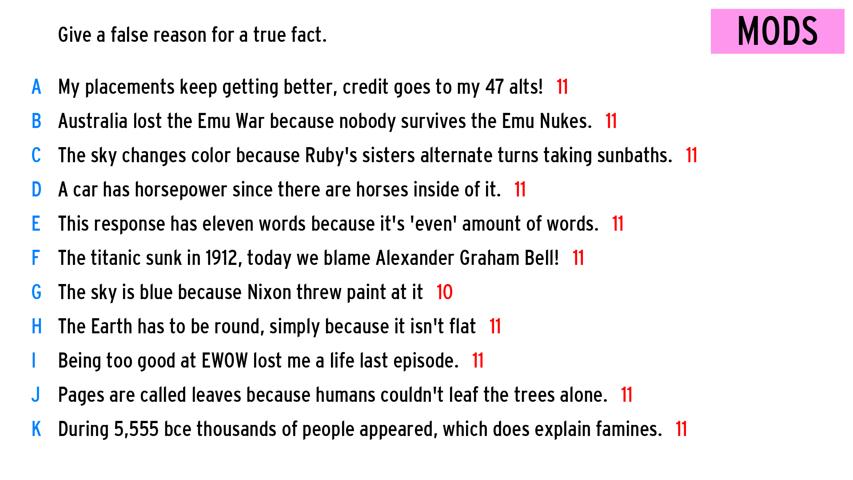 Give a false reason for a true fact.
MODS
A My placements keep getting better, credit goes to my 47 alts! 11
B Australia lost the Emu War because nobody survives the Emu Nukes. 11
C The sky changes color because Ruby's sisters alternate turns taking sunbaths. 11
D A car has horsepower since there are horses inside of it. 11
E This response has eleven words because it's 'even' amount of words. 11
F The titanic sunk in 1912, today we blame Alexander Graham Bell! 11
G The sky is blue because Nixon threw paint at it 10
H The Earth has to be round, simply because it isn't flat 11
I Being too good at EWOW lost me a life last episode. 11
J Pages are called leaves because humans couldn't leaf the trees alone. 11
K During 5,555 bce thousands of people appeared, which does explain famines. 11